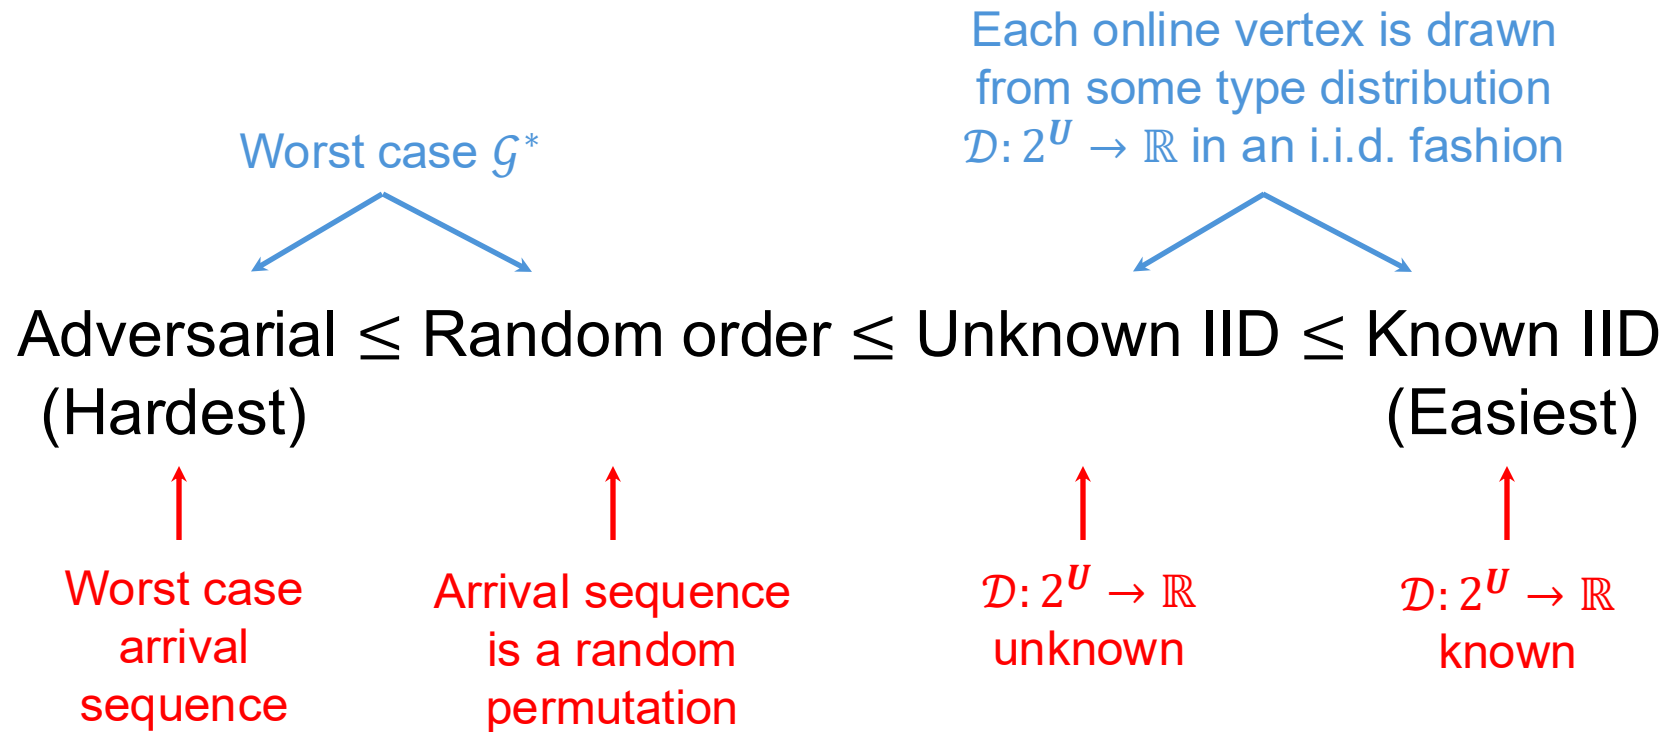 Each online vertex is drawn
from some type distribution
𝒟: 2^𝑼 → ℝ in an i.i.d. fashion
Worst case 𝒢*
Adversarial ≤ Random order ≤ Unknown IID ≤ Known IID
(Hardest) (Easiest)
Worst case
arrival
sequence
Arrival sequence
is a random
permutation
𝒟: 2^𝑼 → ℝ
unknown
𝒟: 2^𝑼 → ℝ
known